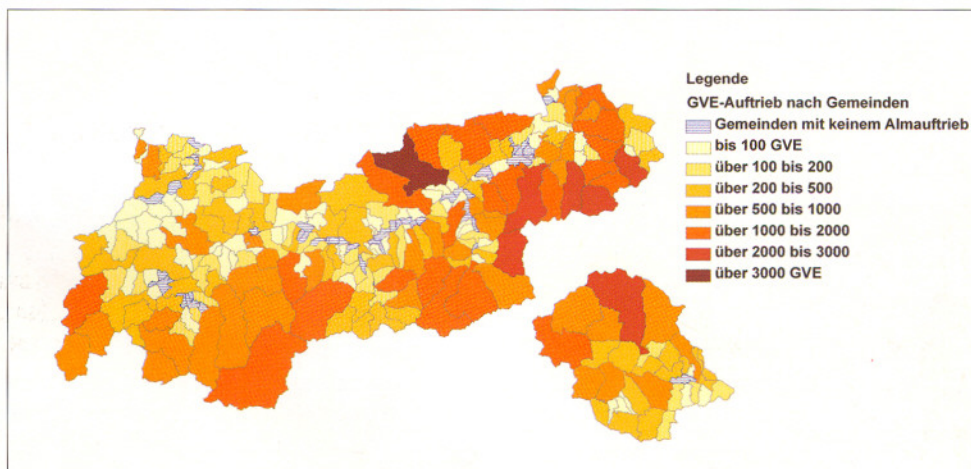 Legende
GVE-Auftrieb nach Gemeinden
Gemeinden mit keinem Almauftrieb
bis 100 GVE
über 100 bis 200
über 200 bis 500
über 500 bis 1000
über 1000 bis 2000
über 2000 bis 3000
über 3000 GVE